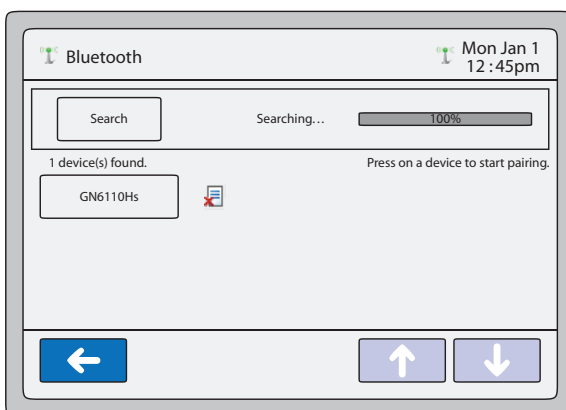 Bluetooth
Mon Jan 1
12:45pm
Search
Searching...
100%
1 device(s) found.
Press on a device to start pairing.
GN6110Hs